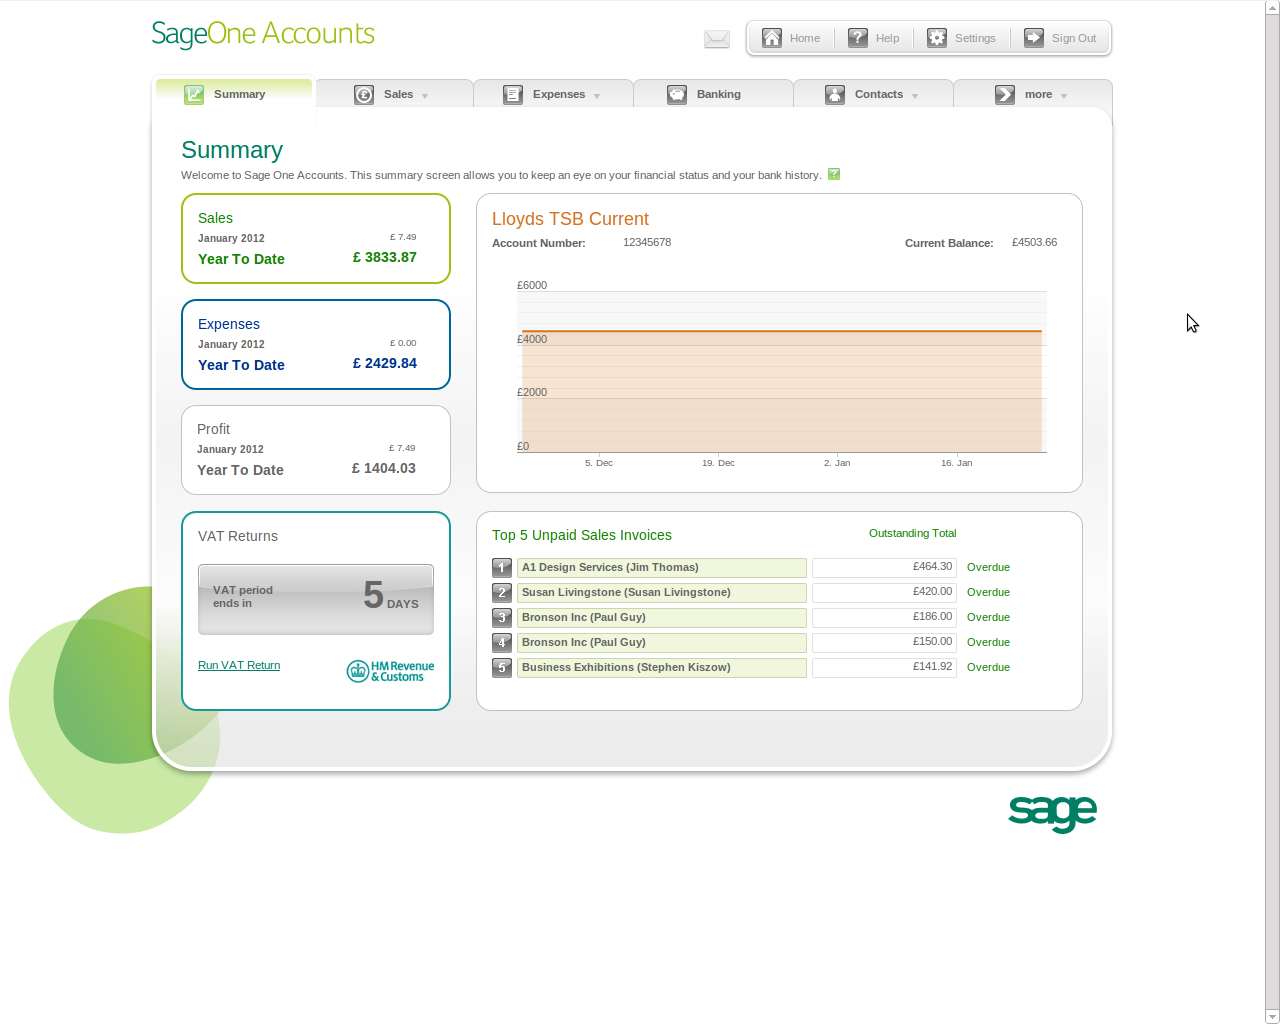 SageOne Accounts
Home Help Settings Sign Out
Summary Sales Expenses Banking Contacts more
Summary
Welcome to Sage One Accounts. This summary screen allows you to keep an eye on your financial status and your bank history. ?
Sales
January 2012 £ 7.49
Year To Date £ 3833.87
Expenses
January 2012 £ 0.00
Year To Date £ 2429.84
Profit
January 2012 £ 7.49
Year To Date £ 1404.03
VAT Returns
VAT period
ends in
5 DAYS
Run VAT Return
HM Revenue
& Customs
Lloyds TSB Current
Account Number: 12345678 Current Balance: £4503.66
£6000
£4000
£2000
£0
5. Dec 19. Dec 2. Jan 16. Jan
Top 5 Unpaid Sales Invoices Outstanding Total
1 A1 Design Services (Jim Thomas) £464.30 Overdue
2 Susan Livingstone (Susan Livingstone) £420.00 Overdue
3 Bronson Inc (Paul Guy) £186.00 Overdue
4 Bronson Inc (Paul Guy) £150.00 Overdue
5 Business Exhibitions (Stephen Kiszow) £141.92 Overdue
sage